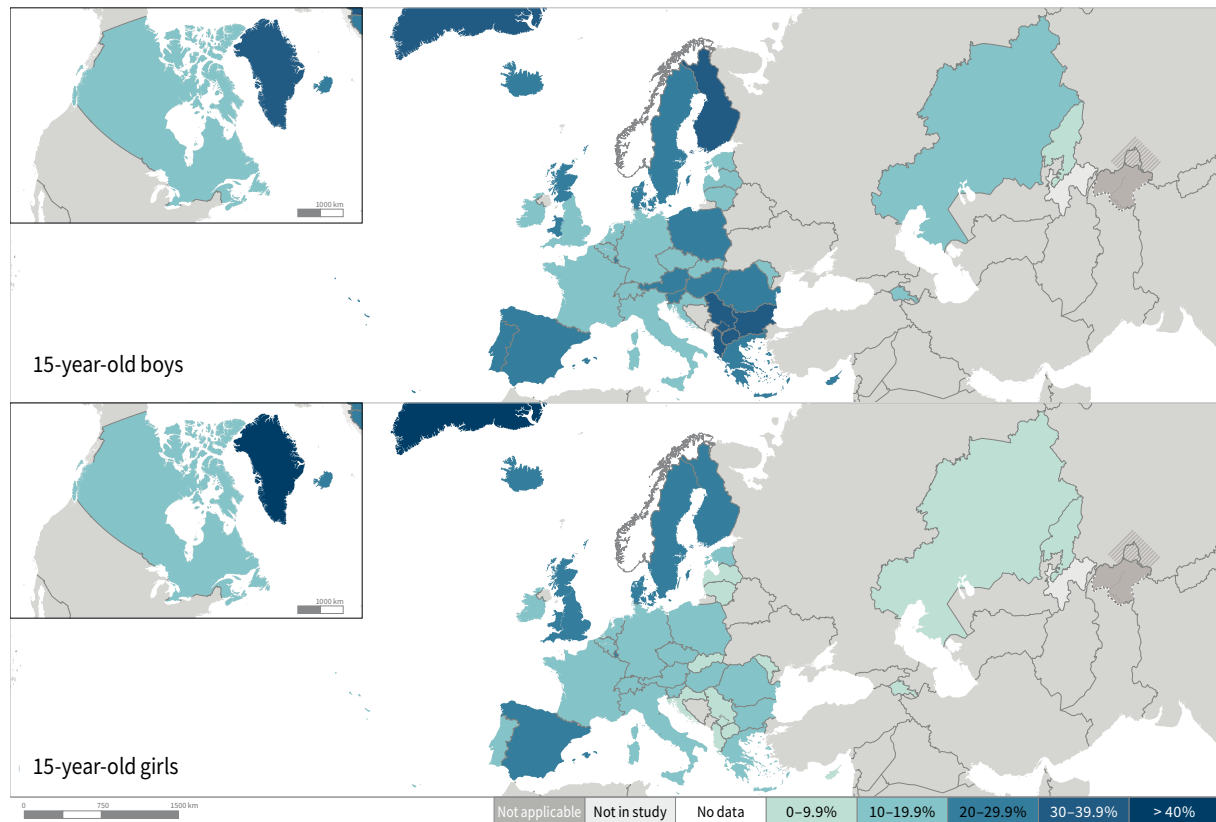 1000 km
15-year-old boys
1000 km
15-year-old girls
0 750 1500 km
Not applicable Not in study No data 0–9.9% 10–19.9% 20–29.9% 30–39.9% > 40%